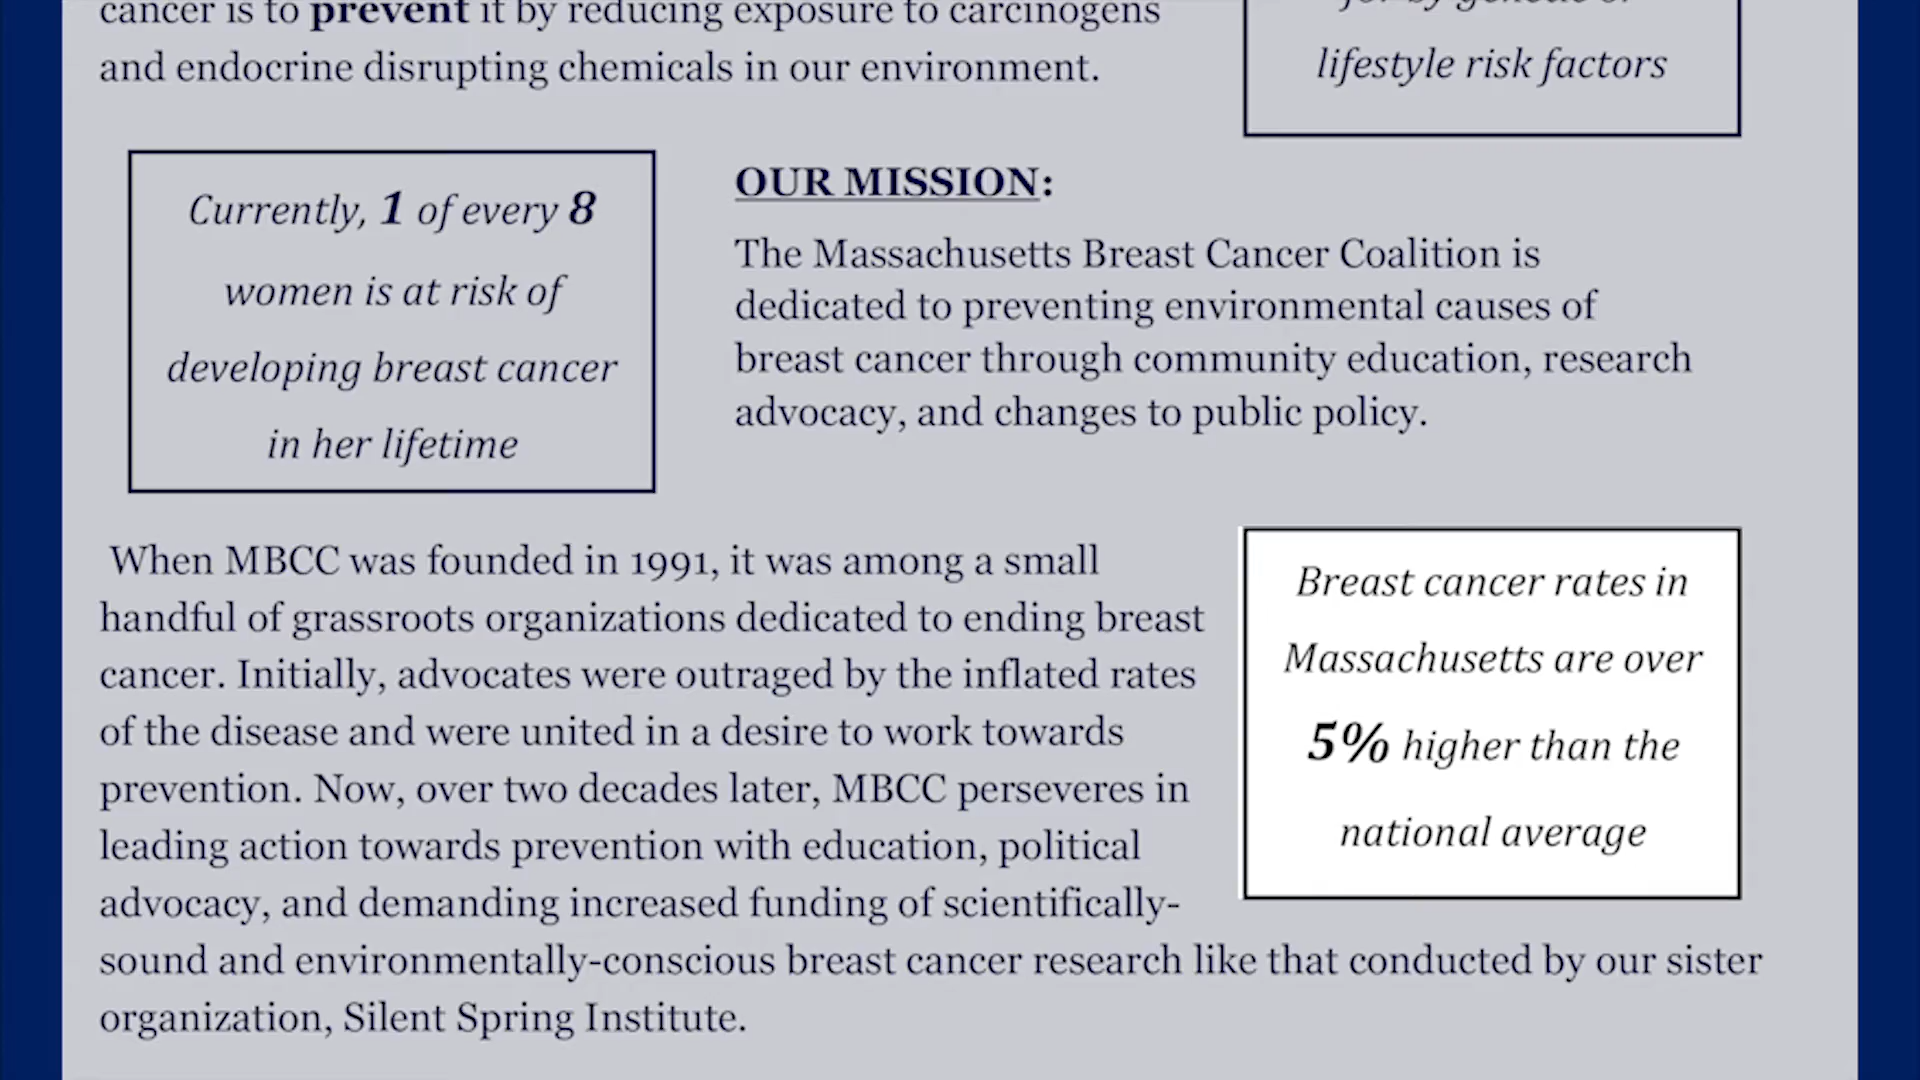 cancer is to prevent it by reducing exposure to carcinogens
and endocrine disrupting chemicals in our environment.
lifestyle risk factors
Currently, 1 of every 8
women is at risk of
developing breast cancer
in her lifetime
OUR MISSION:
The Massachusetts Breast Cancer Coalition is
dedicated to preventing environmental causes of
breast cancer through community education, research
advocacy, and changes to public policy.
When MBCC was founded in 1991, it was among a small
handful of grassroots organizations dedicated to ending breast
cancer. Initially, advocates were outraged by the inflated rates
of the disease and were united in a desire to work towards
prevention. Now, over two decades later, MBCC perseveres in
leading action towards prevention with education, political
advocacy, and demanding increased funding of scientifically-
sound and environmentally-conscious breast cancer research like that conducted by our sister
organization, Silent Spring Institute.
Breast cancer rates in
Massachusetts are over
5% higher than the
national average